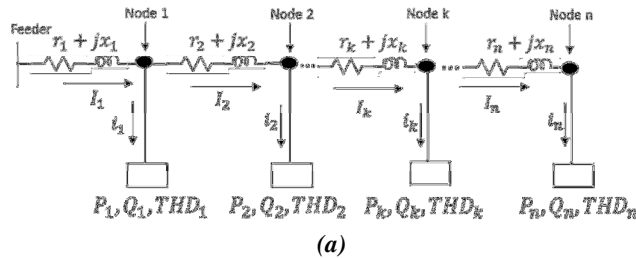 Node 1 Node 2 Node k Node n
Feeder
r₁ + jx₁ r₂ + jx₂ ... rₖ + jxₖ ... rₙ + jxₙ
I₁ I₂ Iₖ Iₙ
i₁ i₂ iₖ iₙ
P₁, Q₁, THD₁ P₂, Q₂, THD₂ Pₖ, Qₖ, THDₖ Pₙ, Qₙ, THDₙ
(a)